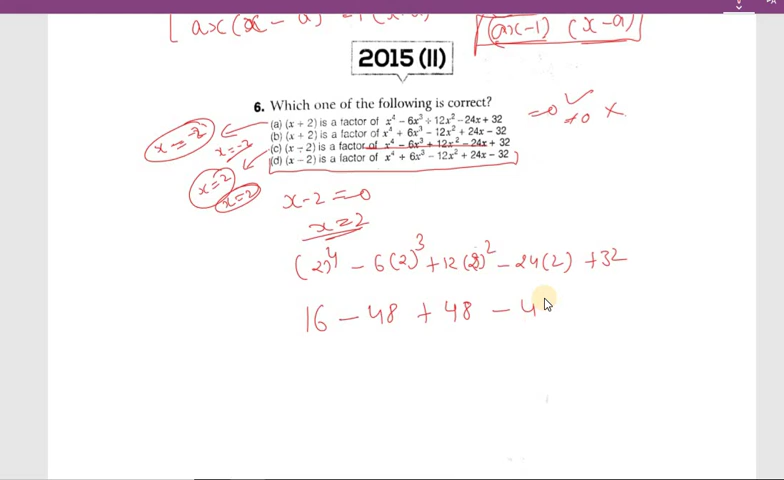 ax(x-a)
(ax-1) (x-a)
2015 (II)
6. Which one of the following is correct?
(a) (x + 2) is a factor of x⁴ − 6x³ + 12x² − 24x + 32
(b) (x + 2) is a factor of x⁴ + 6x³ − 12x² + 24x − 32
(c) (x − 2) is a factor of x⁴ − 6x³ + 12x² − 24x + 32
(d) (x − 2) is a factor of x⁴ + 6x³ − 12x² + 24x − 32
=0 ✓
≠0 ×
x=-2
x=-2
x=2
x=2
x-2=0
x=2
(2)⁴ - 6(2)³ + 12(2)² - 24(2) + 32
16 - 48 + 48 - 4